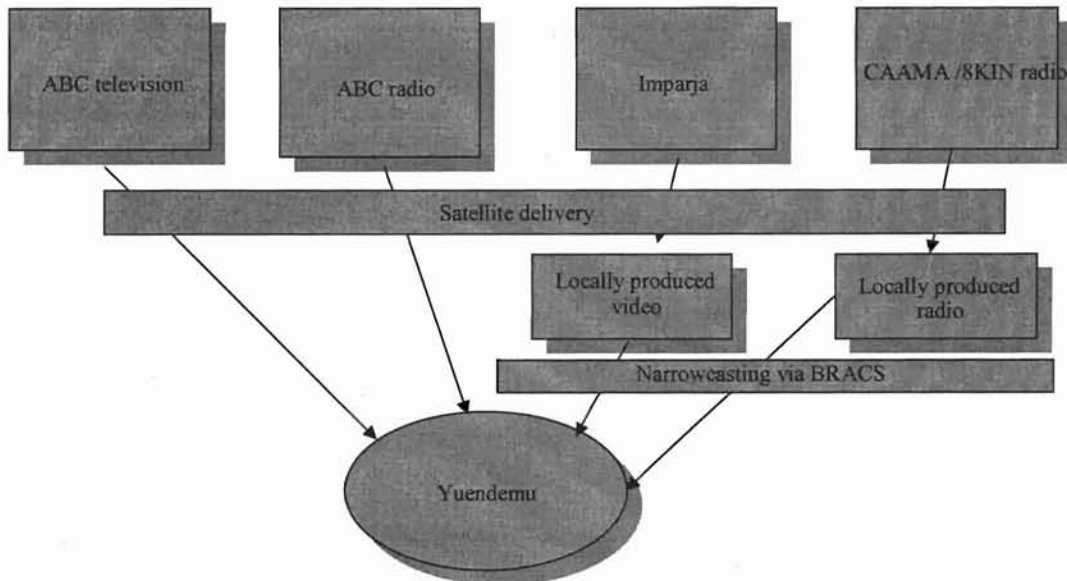 ABC television
ABC radio
Imparja
CAAMA /8KIN radio
Satellite delivery
Locally produced
video
Locally produced
radio
Narrowcasting via BRACS
Yuendemu